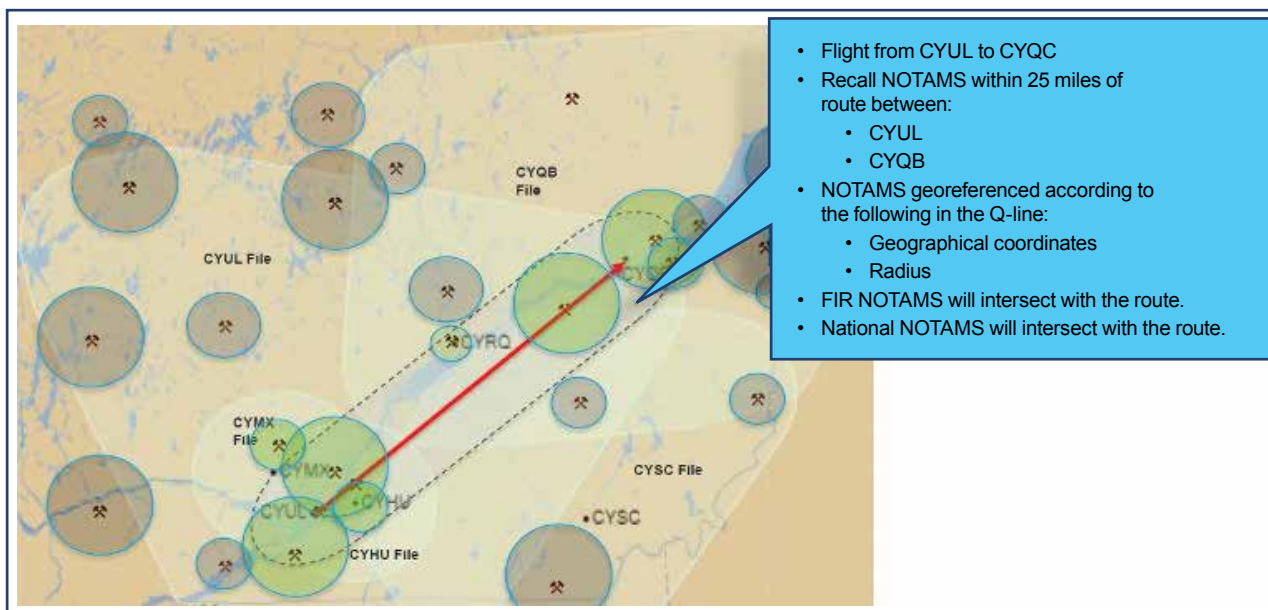 • Flight from CYUL to CYQC
• Recall NOTAMS within 25 miles of
route between:
• CYUL
• CYQB
• NOTAMS georeferenced according to
the following in the Q-line:
• Geographical coordinates
• Radius
• FIR NOTAMS will intersect with the route.
• National NOTAMS will intersect with the route.
CYQB
File
CYUL File
CYRQ
CYMX
File
CYMX
CYSC File
CYUL
CYHU
CYSC
CYHU File